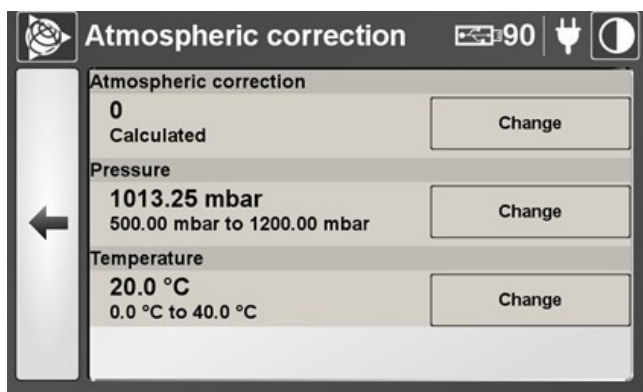 Atmospheric correction 90
Atmospheric correction
0
Calculated
Change
Pressure
1013.25 mbar
500.00 mbar to 1200.00 mbar
Change
Temperature
20.0 °C
0.0 °C to 40.0 °C
Change